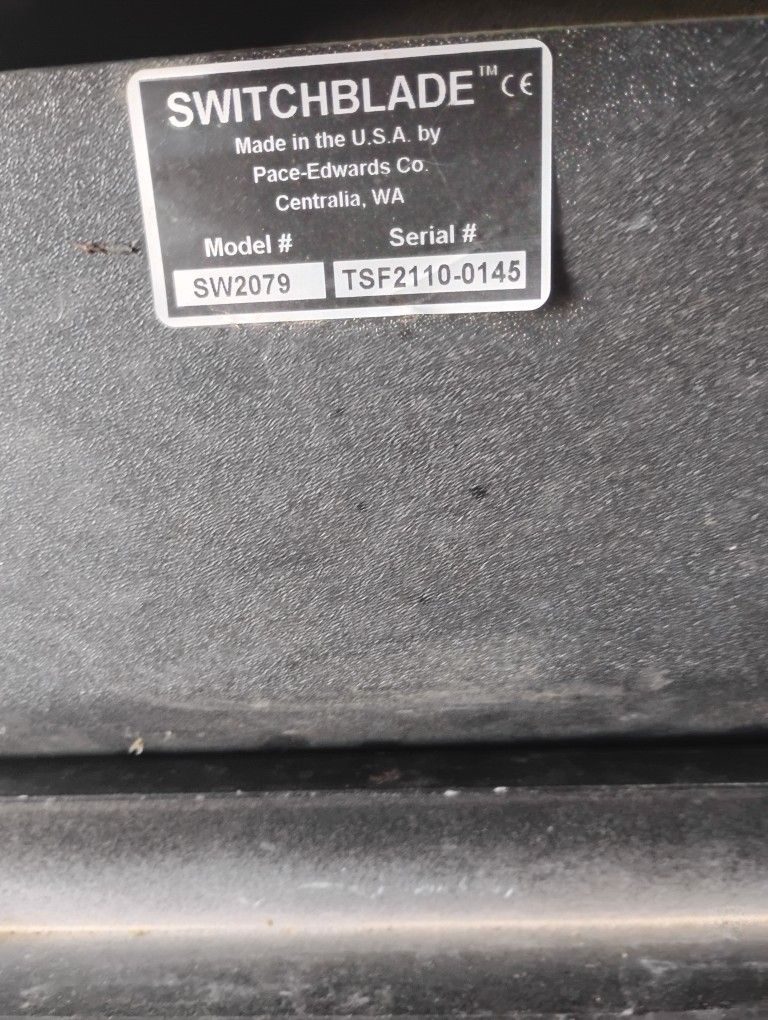 SWITCHBLADE™ CE
Made in the U.S.A. by
Pace-Edwards Co.
Centralia, WA
Model # Serial #
SW2079 TSF2110-0145